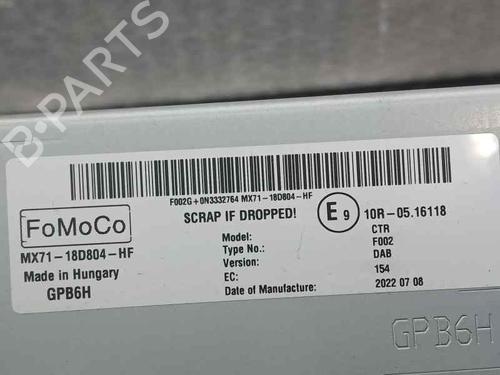 B-PARTS
F002G+0N3332764 MX71-18D804-HF
SCRAP IF DROPPED!
E9 10R-05.16118
FoMoCo
MX71-18D804-HF
Made in Hungary
GPB6H
Model: CTR
Type No.: F002
Version: DAB
EC: 154
Date of Manufacture: 2022 07 08
GPB6H